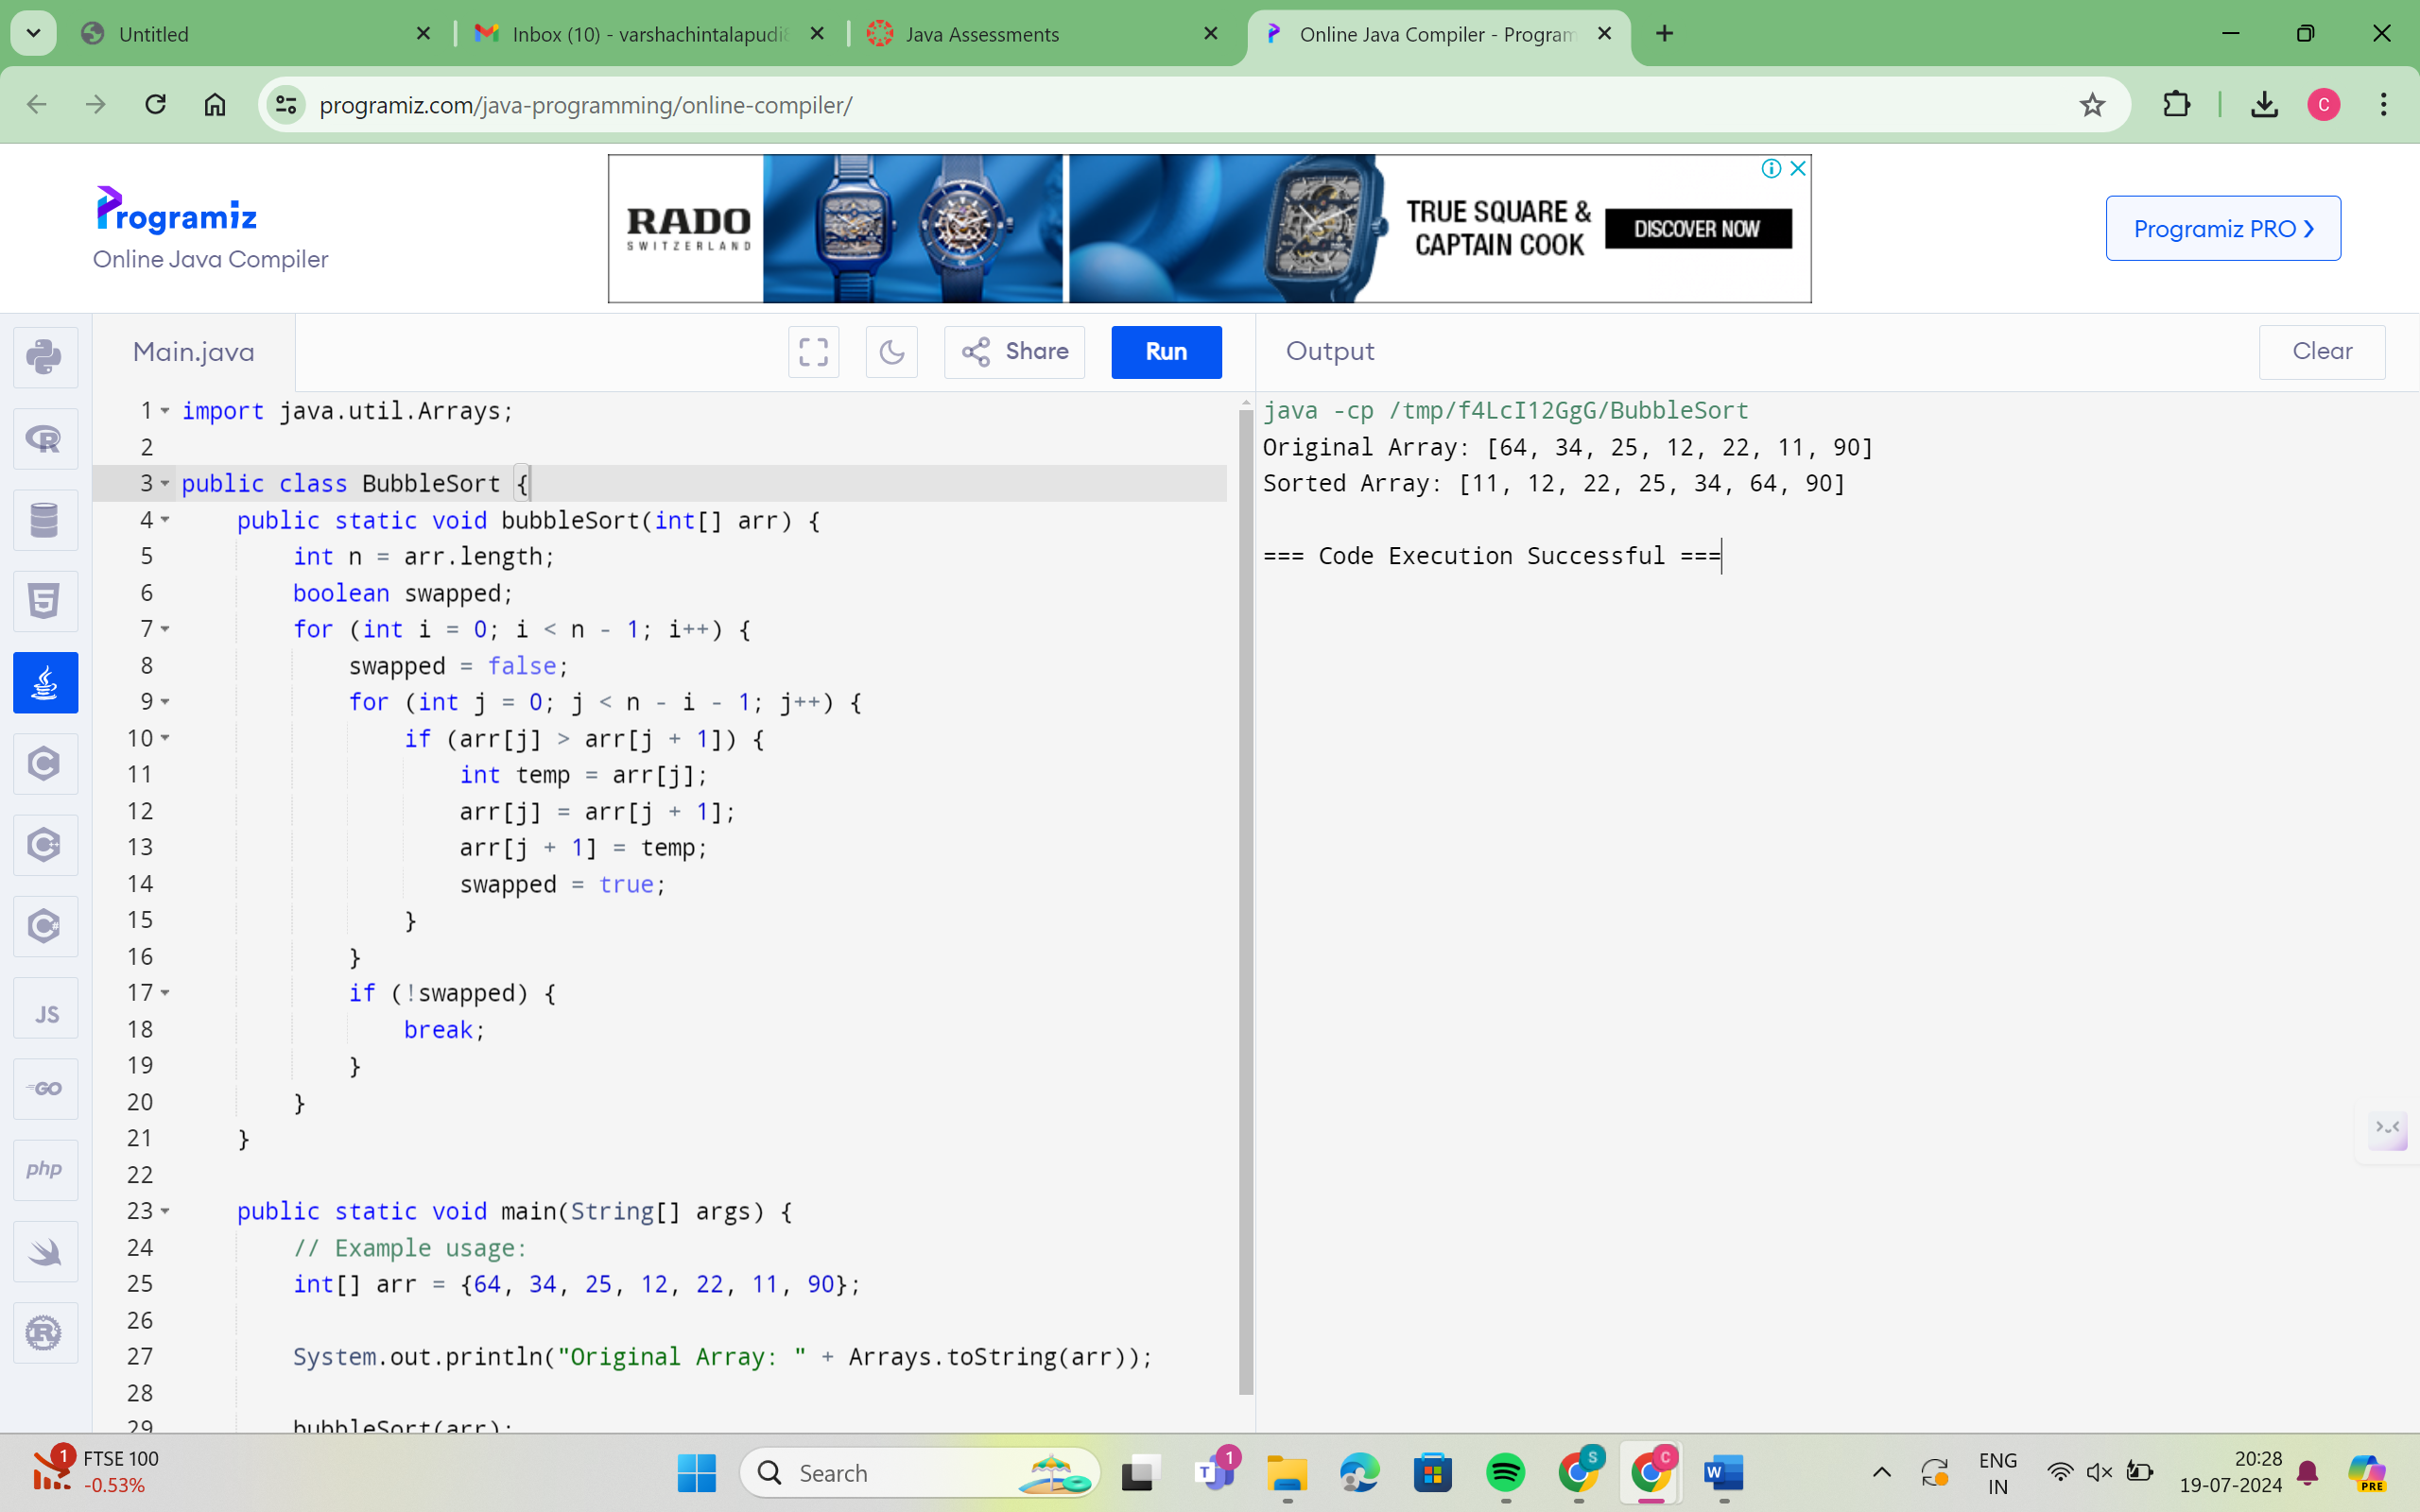 Untitled
Inbox (10) - varshachintalapudi
Java Assessments
Online Java Compiler - Program
programiz.com/java-programming/online-compiler/
C
Programiz
Online Java Compiler
RADO
SWITZERLAND
TRUE SQUARE &
CAPTAIN COOK
DISCOVER NOW
Programiz PRO ❯
Main.java
Share
Run
Output
Clear
1 import java.util.Arrays;
2
3 public class BubbleSort {
4     public static void bubbleSort(int[] arr) {
5         int n = arr.length;
6         boolean swapped;
7         for (int i = 0; i < n - 1; i++) {
8             swapped = false;
9             for (int j = 0; j < n - i - 1; j++) {
10                 if (arr[j] > arr[j + 1]) {
11                     int temp = arr[j];
12                     arr[j] = arr[j + 1];
13                     arr[j + 1] = temp;
14                     swapped = true;
15                 }
16             }
17             if (!swapped) {
18                 break;
19             }
20         }
21     }
22
23     public static void main(String[] args) {
24         // Example usage:
25         int[] arr = {64, 34, 25, 12, 22, 11, 90};
26
27         System.out.println("Original Array: " + Arrays.toString(arr));
28
29         bubbleSort(arr);
java -cp /tmp/f4LcI12GgG/BubbleSort
Original Array: [64, 34, 25, 12, 22, 11, 90]
Sorted Array: [11, 12, 22, 25, 34, 64, 90]
=== Code Execution Successful ===
R
5
C
C++
C#
JS
GO
php
R
1
FTSE 100
-0.53%
Search
T
1
S
C
W
ENG
IN
20:28
19-07-2024
PRE